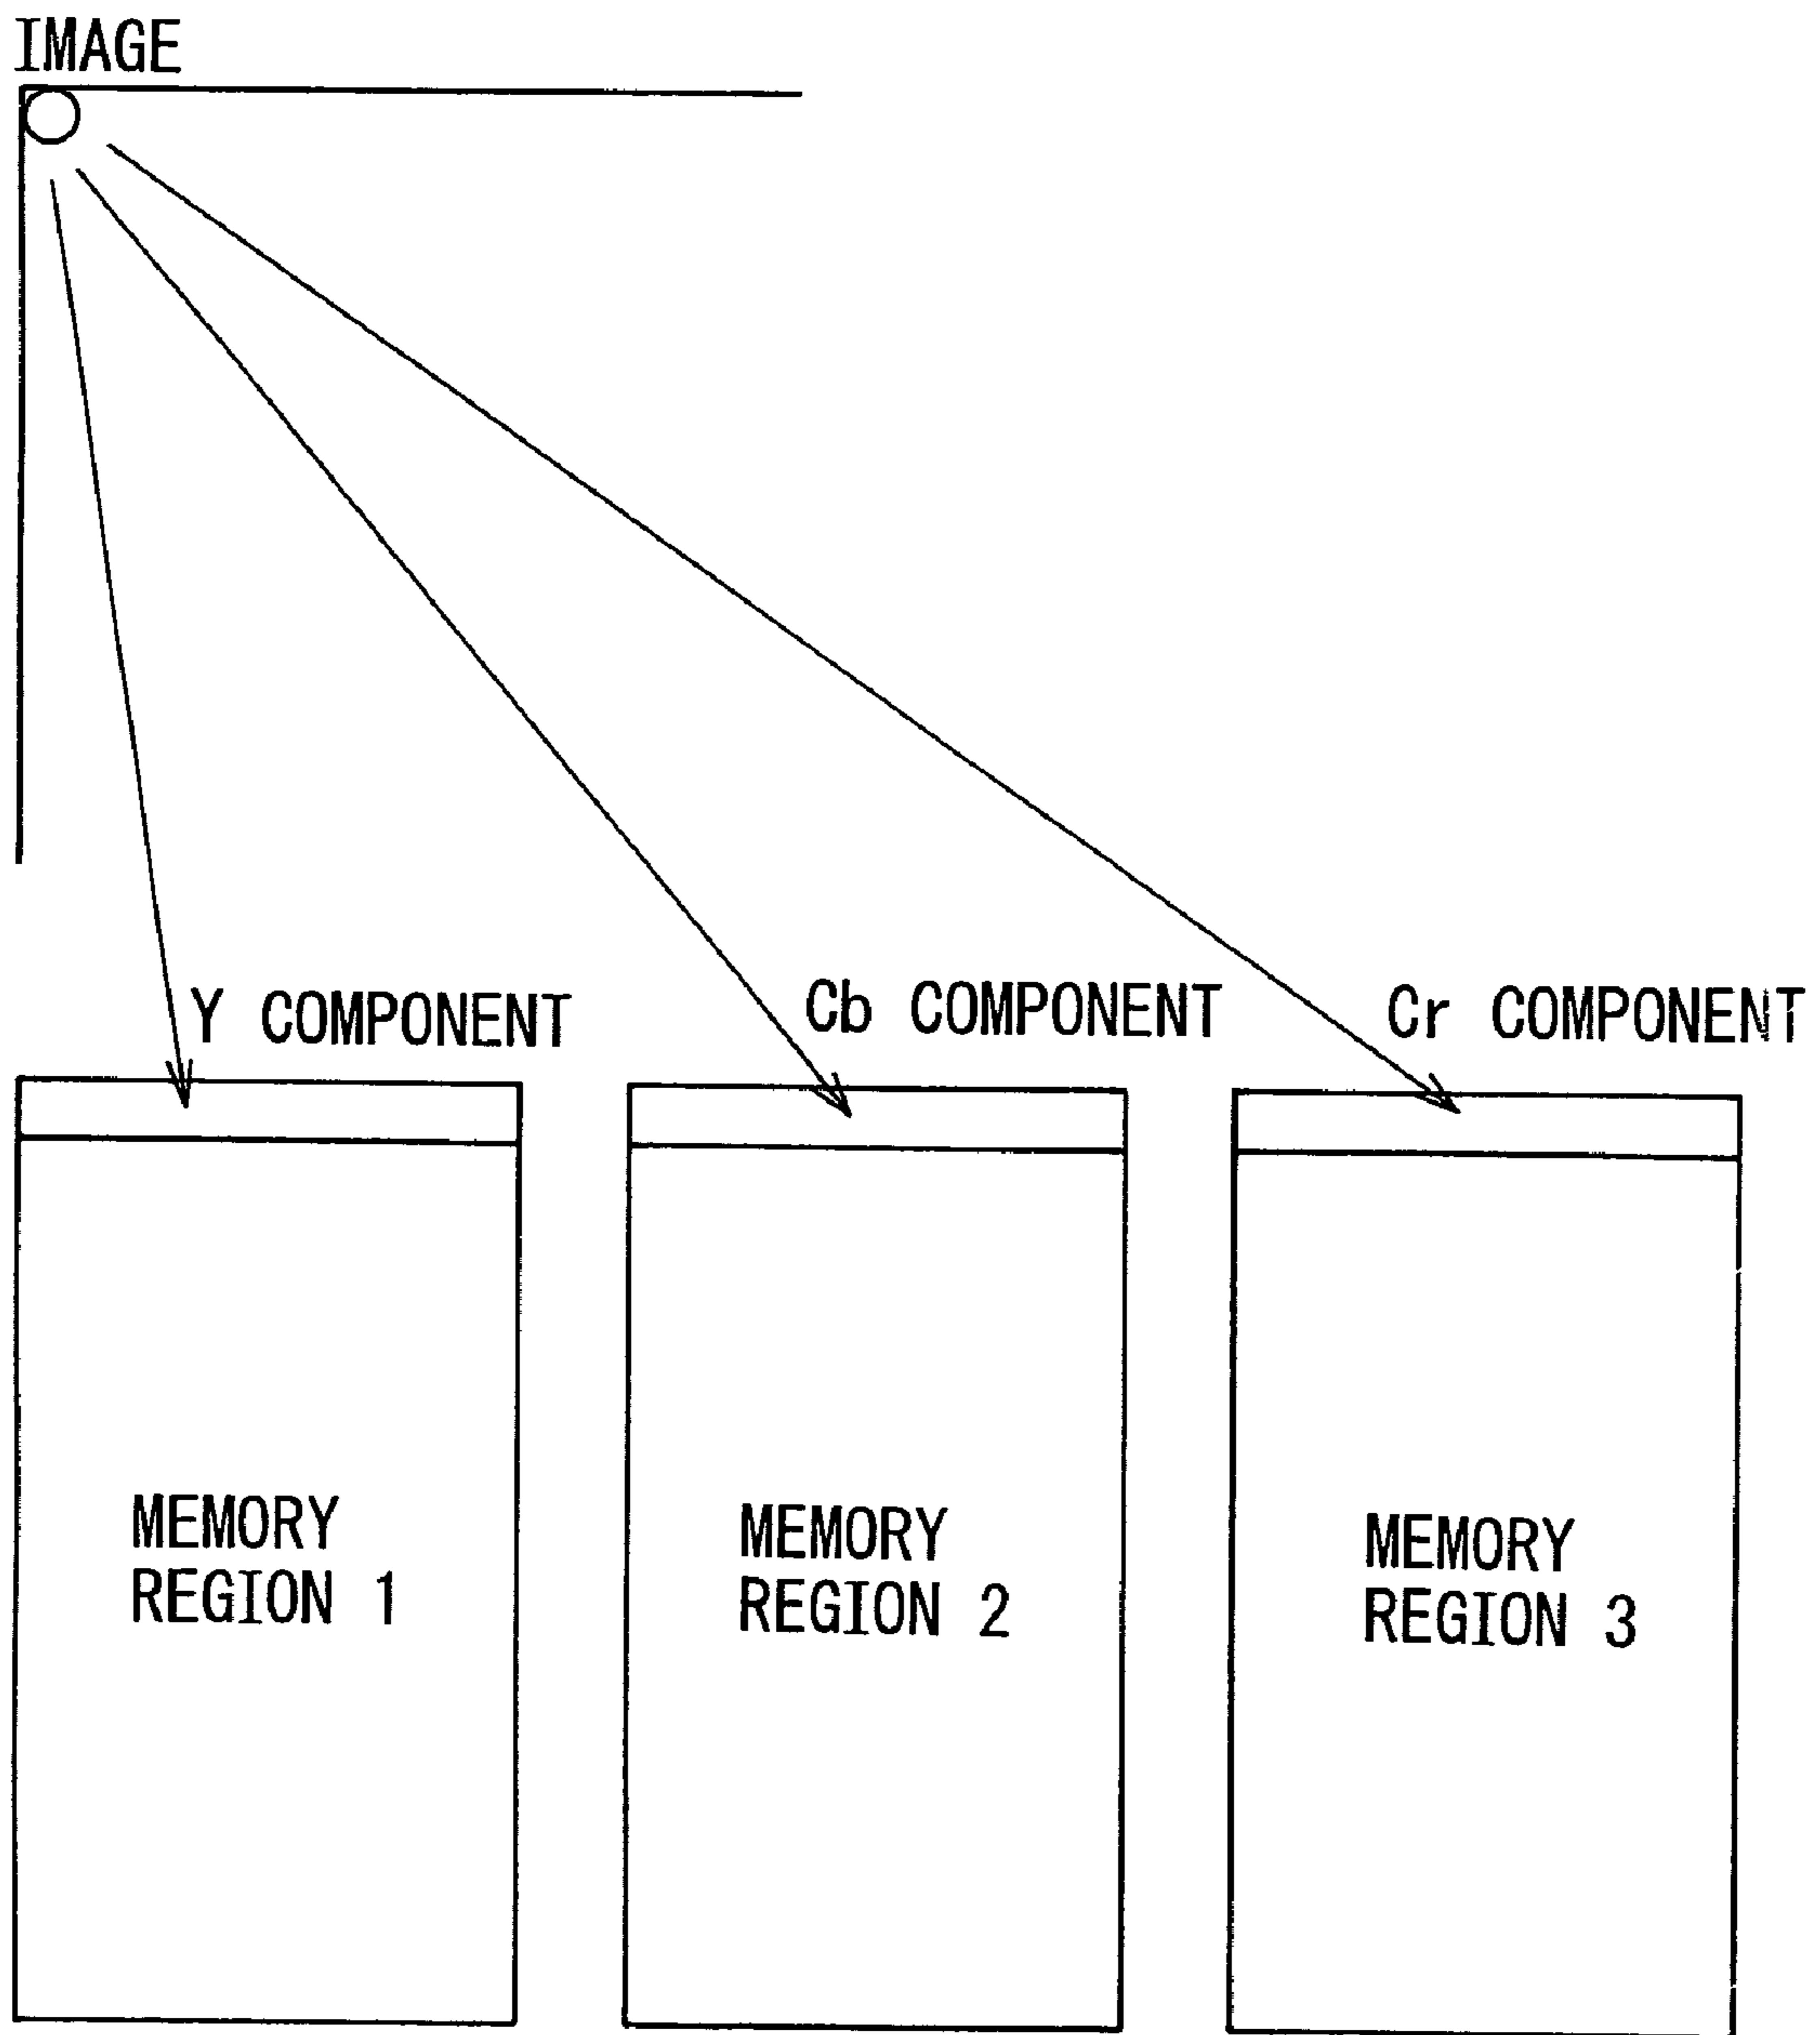 IMAGE
Y COMPONENT
Cb COMPONENT
Cr COMPONENT
MEMORY
REGION 1
MEMORY
REGION 2
MEMORY
REGION 3